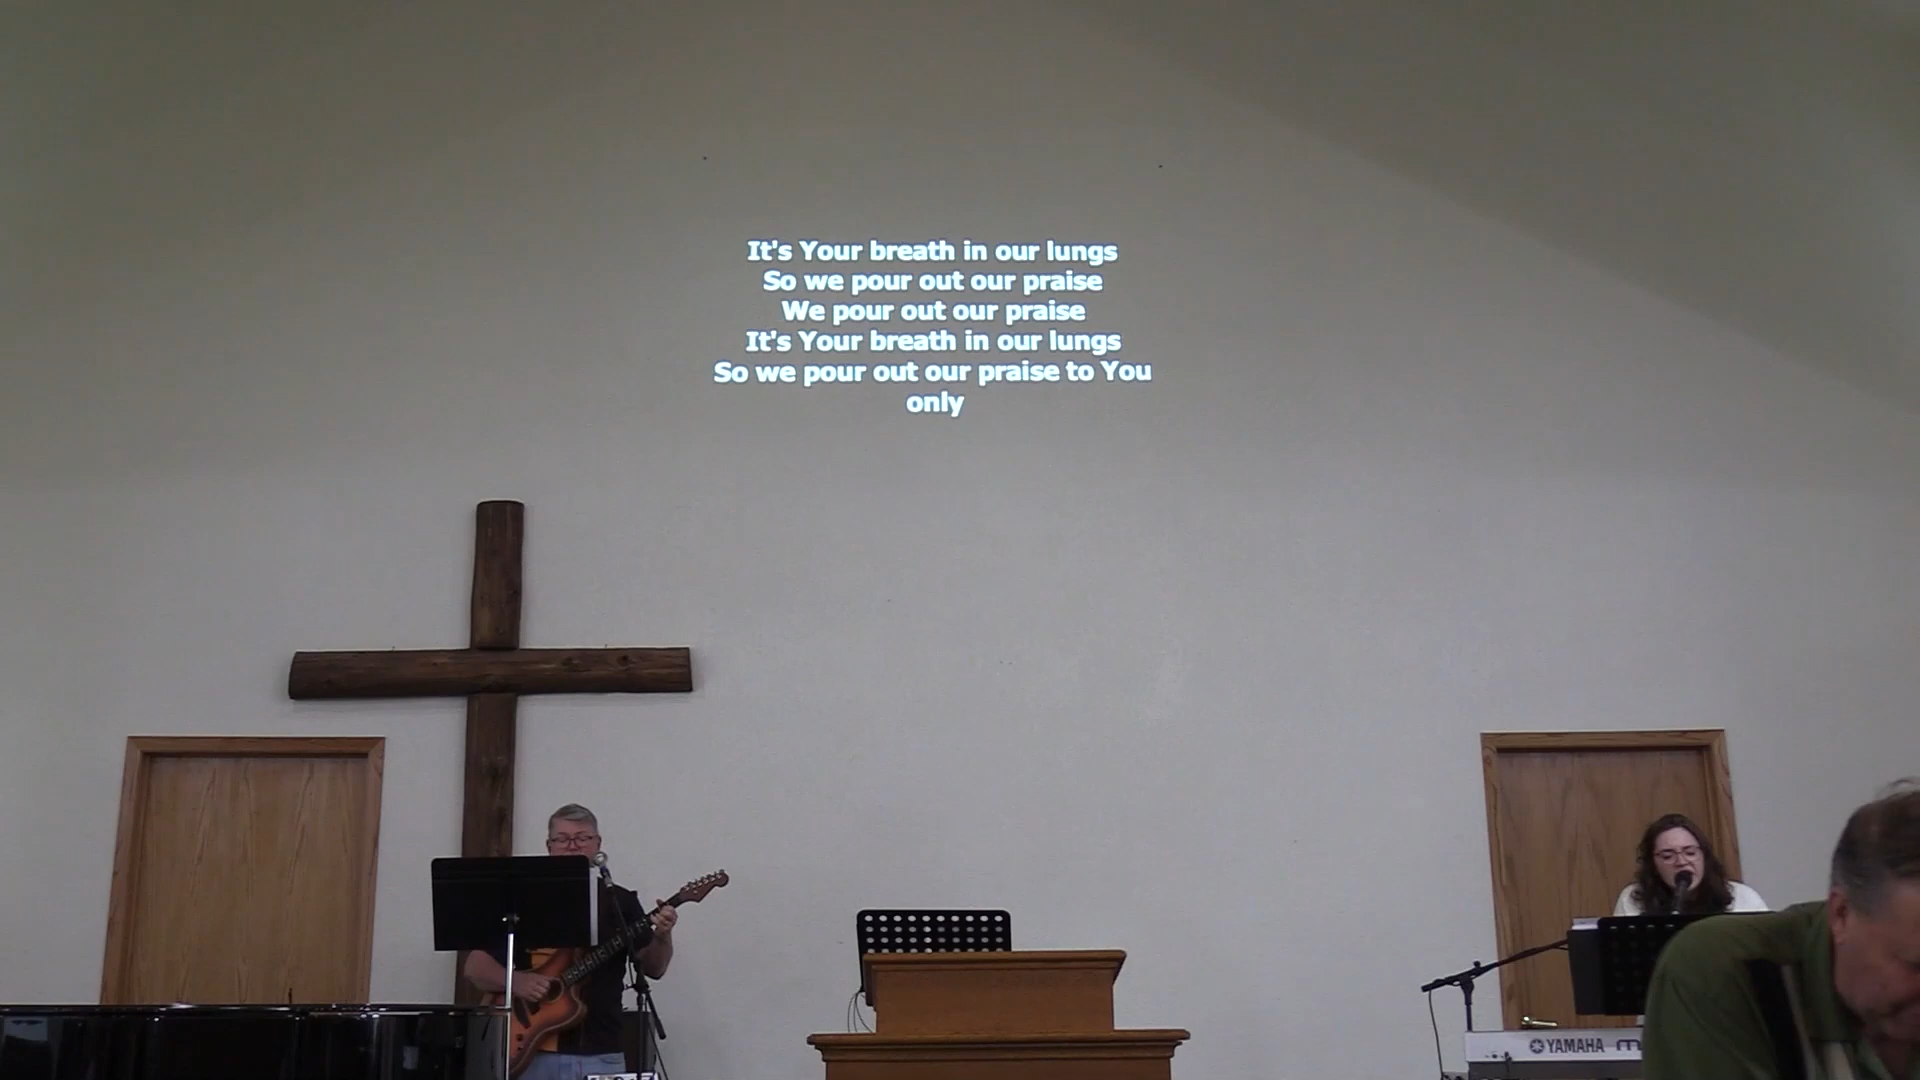 It's Your breath in our lungs
So we pour out our praise
We pour out our praise
It's Your breath in our lungs
So we pour out our praise to You
only
YAMAHA